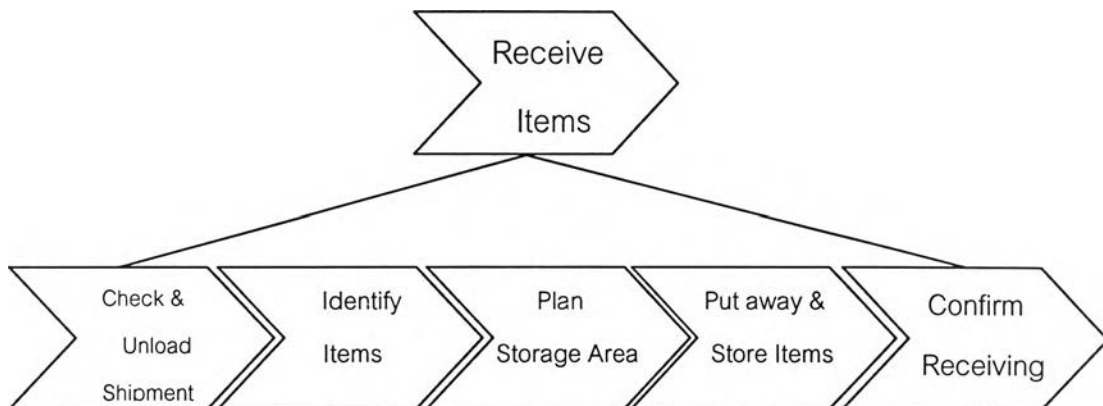 Receive
Items
Check &
Unload
Shipment
Identify
Items
Plan
Storage Area
Put away &
Store Items
Confirm
Receiving